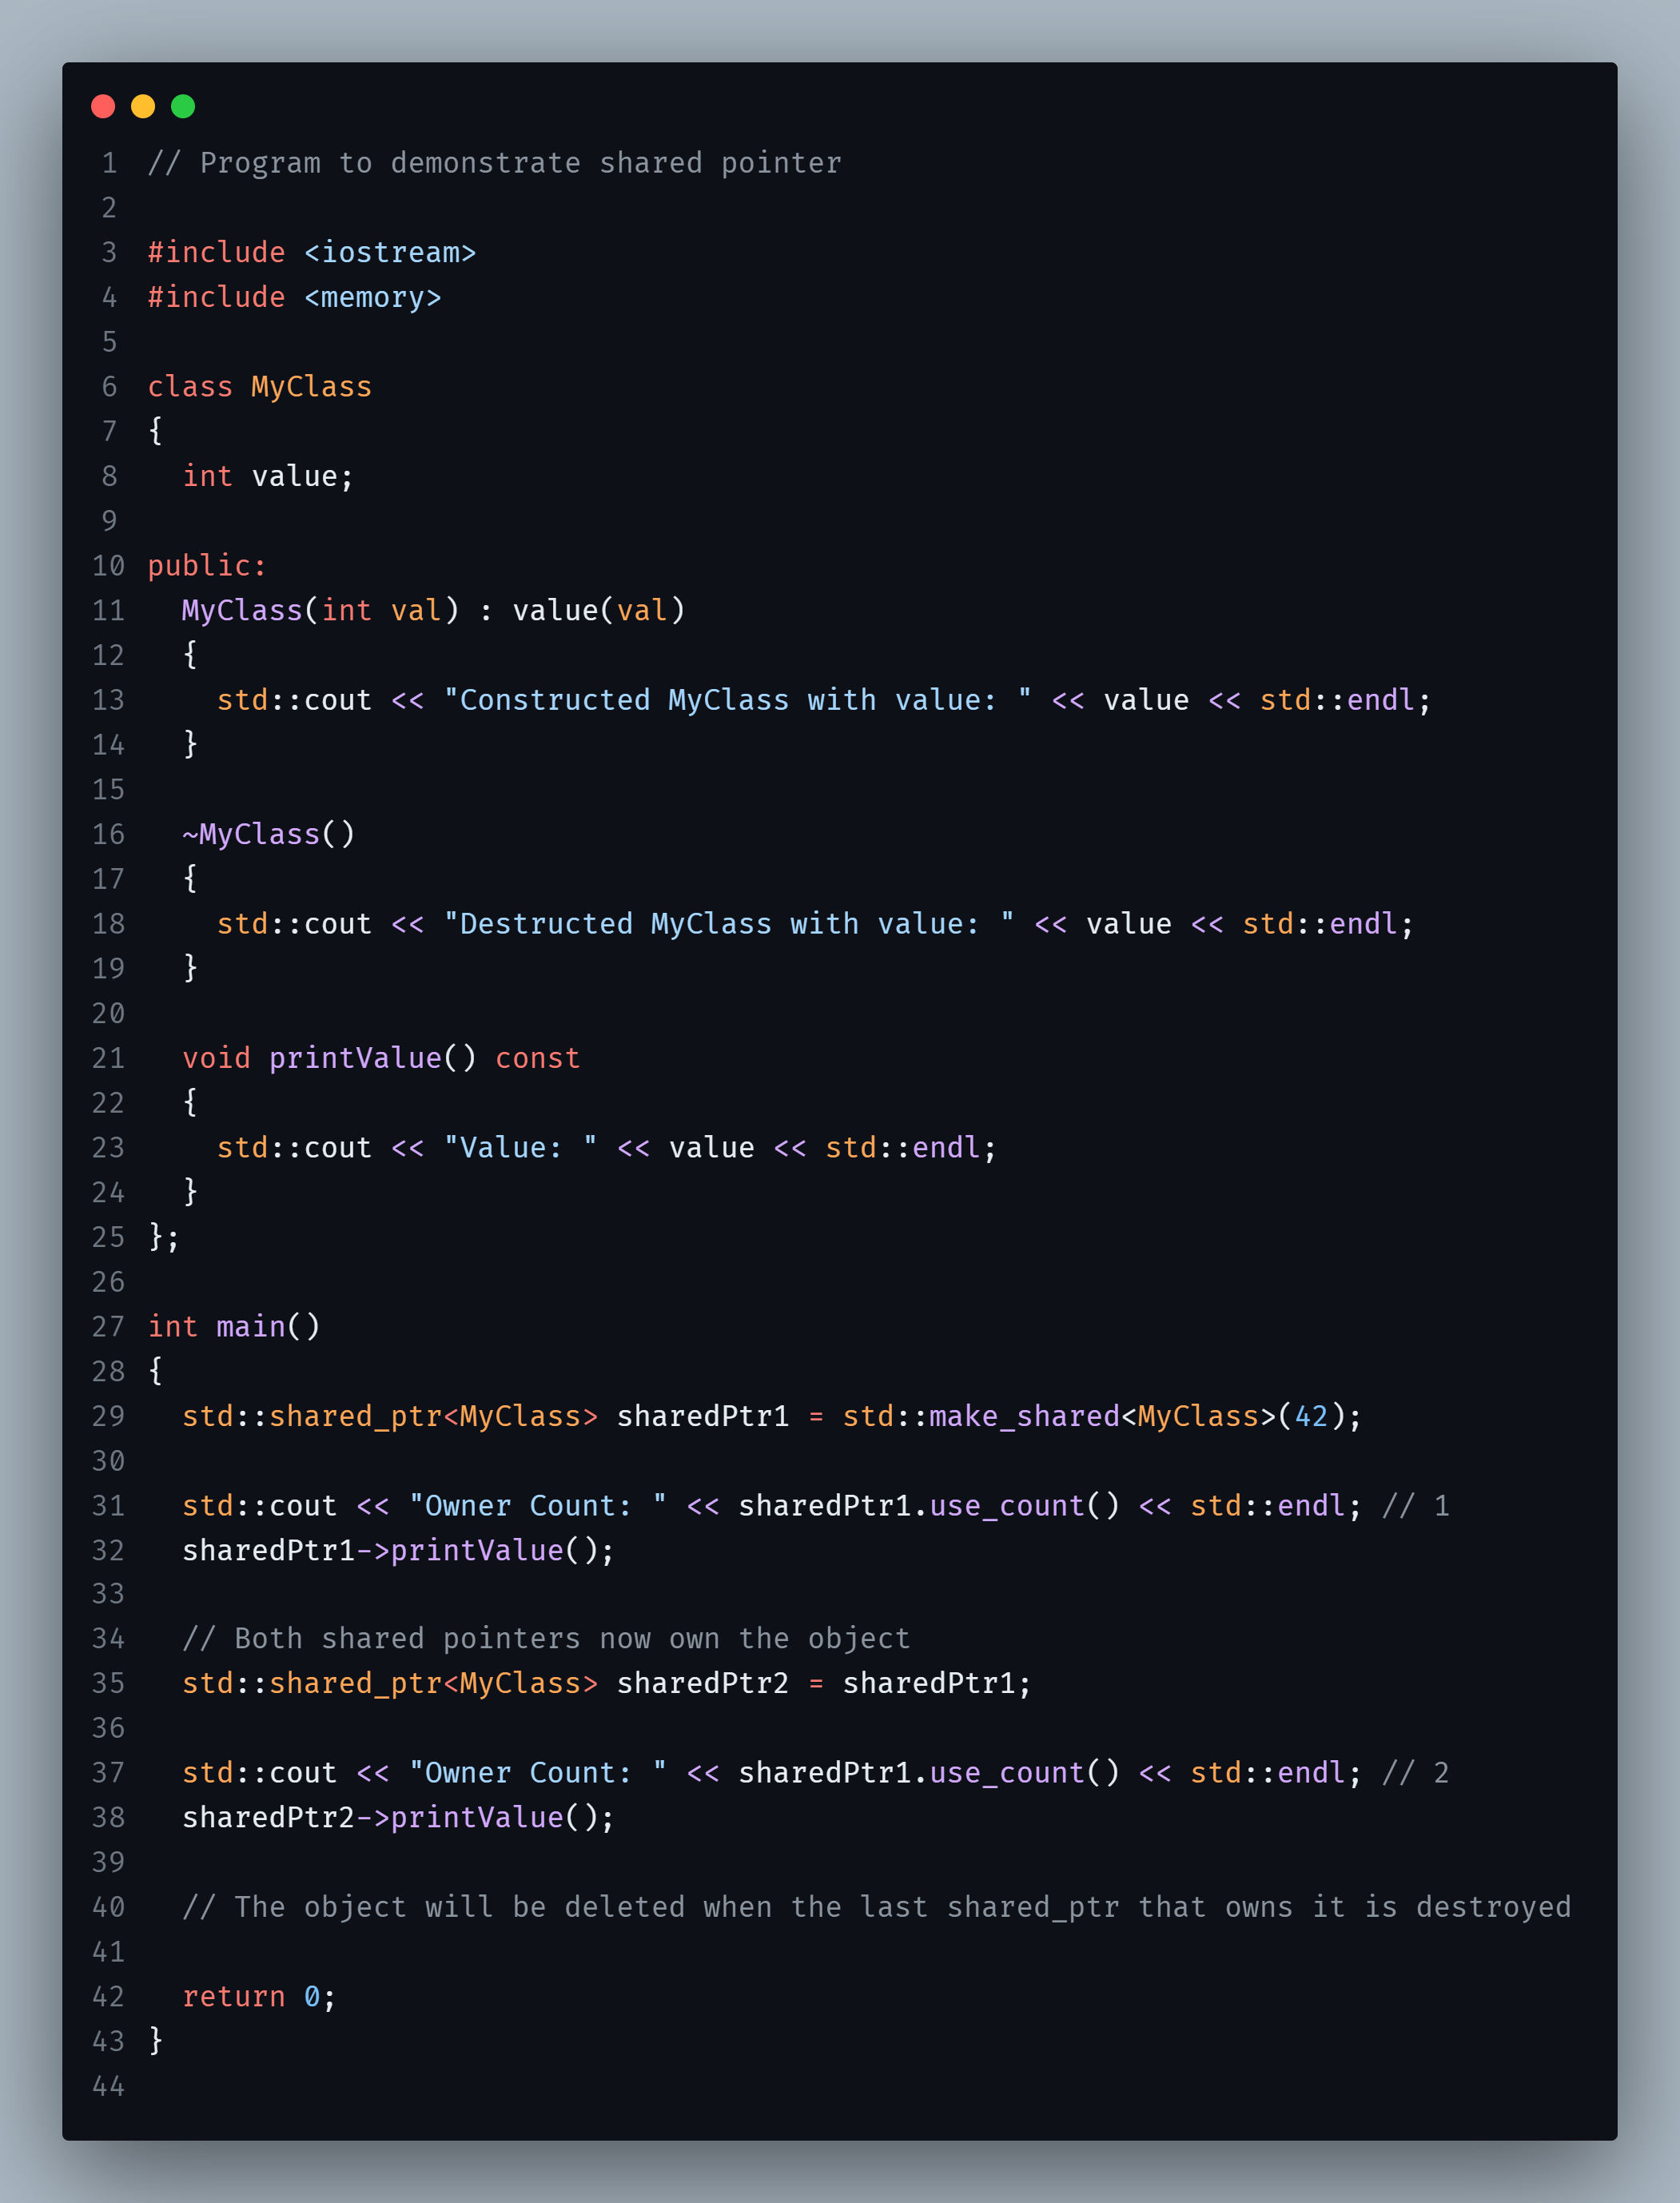 1 // Program to demonstrate shared pointer
2
3 #include <iostream>
4 #include <memory>
5
6 class MyClass
7 {
8   int value;
9
10 public:
11   MyClass(int val) : value(val)
12   {
13     std::cout << "Constructed MyClass with value: " << value << std::endl;
14   }
15
16   ~MyClass()
17   {
18     std::cout << "Destructed MyClass with value: " << value << std::endl;
19   }
20
21   void printValue() const
22   {
23     std::cout << "Value: " << value << std::endl;
24   }
25 };
26
27 int main()
28 {
29   std::shared_ptr<MyClass> sharedPtr1 = std::make_shared<MyClass>(42);
30
31   std::cout << "Owner Count: " << sharedPtr1.use_count() << std::endl; // 1
32   sharedPtr1->printValue();
33
34   // Both shared pointers now own the object
35   std::shared_ptr<MyClass> sharedPtr2 = sharedPtr1;
36
37   std::cout << "Owner Count: " << sharedPtr1.use_count() << std::endl; // 2
38   sharedPtr2->printValue();
39
40   // The object will be deleted when the last shared_ptr that owns it is destroyed
41
42   return 0;
43 }
44